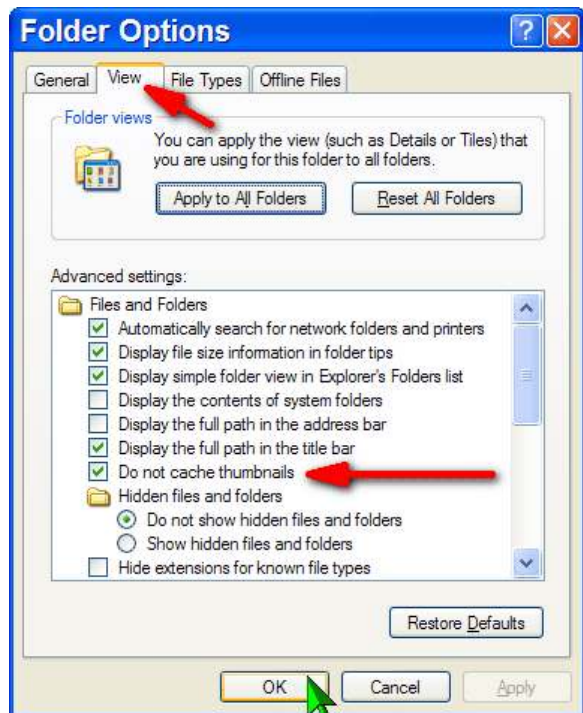 Folder Options
General View File Types Offline Files
Folder views
You can apply the view (such as Details or Tiles) that
you are using for this folder to all folders.
Apply to All Folders Reset All Folders
Advanced settings:
Files and Folders
Automatically search for network folders and printers
Display file size information in folder tips
Display simple folder view in Explorer's Folders list
Display the contents of system folders
Display the full path in the address bar
Display the full path in the title bar
Do not cache thumbnails
Hidden files and folders
Do not show hidden files and folders
Show hidden files and folders
Hide extensions for known file types
Restore Defaults
OK Cancel Apply